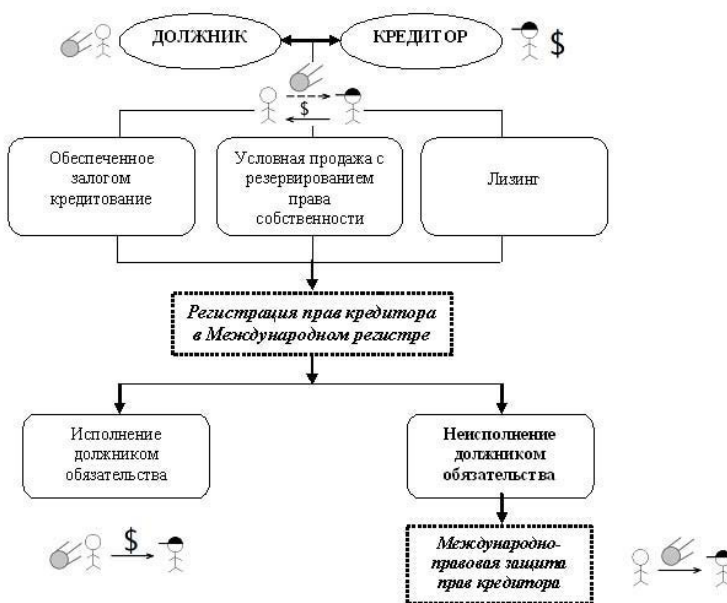 ДОЛЖНИК
КРЕДИТОР
$
$
Обеспеченное
залогом
кредитование
Условная продажа с
резервированием
права
собственности
Лизинг
Регистрация прав кредитора
в Международном регистре
Исполнение
должником
обязательства
Неисполнение
должником
обязательства
$
Международно-
правовая защита
прав кредитора